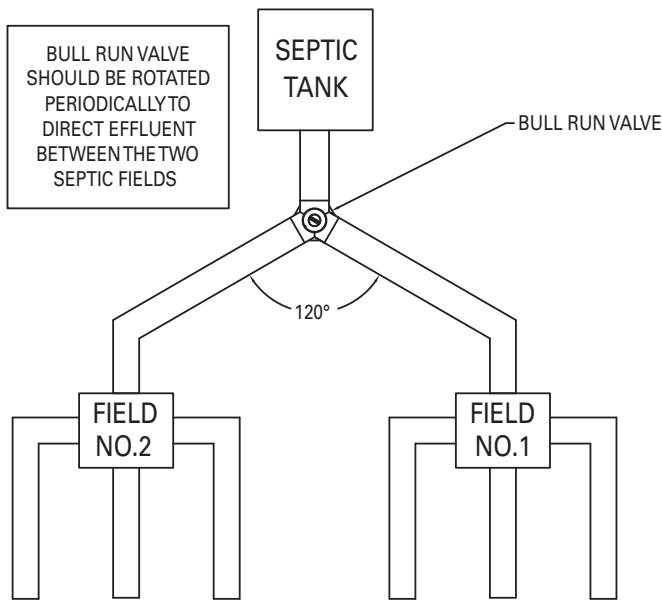 BULL RUN VALVE
SHOULD BE ROTATED
PERIODICALLY TO
DIRECT EFFLUENT
BETWEEN THE TWO
SEPTIC FIELDS
SEPTIC
TANK
BULL RUN VALVE
120°
FIELD
NO.2
FIELD
NO.1